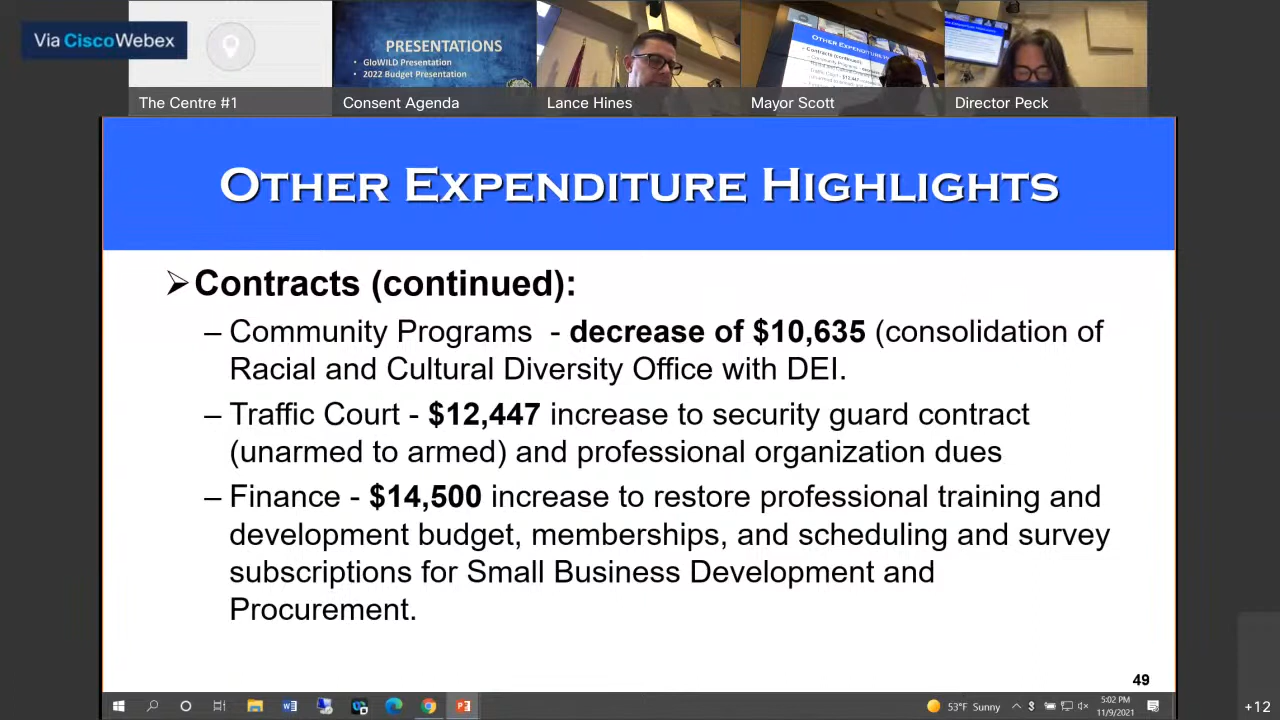 Via CiscoWebex
PRESENTATIONS
• GloWILD Presentation
• 2022 Budget Presentation
The Centre #1
Consent Agenda
Lance Hines
Mayor Scott
Director Peck
OTHER EXPENDITURE HIGHLIGHTS
➢ Contracts (continued):
– Community Programs - decrease of $10,635 (consolidation of
Racial and Cultural Diversity Office with DEI.
– Traffic Court - $12,447 increase to security guard contract
(unarmed to armed) and professional organization dues
– Finance - $14,500 increase to restore professional training and
development budget, memberships, and scheduling and survey
subscriptions for Small Business Development and
Procurement.
49
53°F Sunny
5:02 PM
11/9/2021
+12